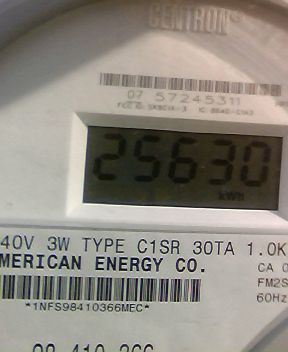 CENTRON
07 57245311
25630
kWh
40V 3W TYPE C1SR 30TA 1.0K
MERICAN ENERGY CO.
CA 0
FM2S
60Hz
*1NFS98410366MEC*